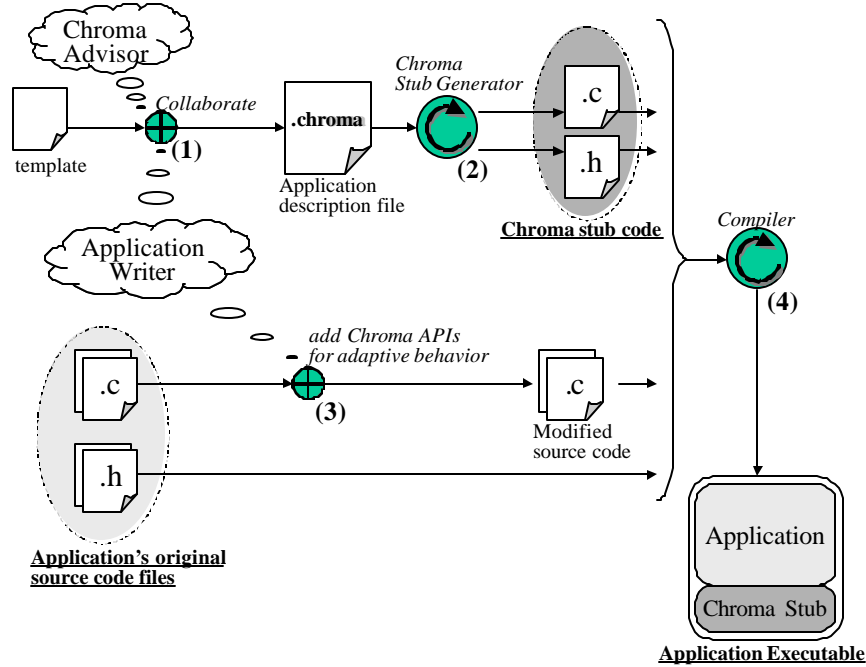 Chroma
Advisor
template
Collaborate
(1)
.chroma
Application
description file
Chroma
Stub Generator
(2)
.c
.h
Chroma stub code
Application
Writer
add Chroma APIs
for adaptive behavior
(3)
.c
.h
Application's original
source code files
.c
Modified
source code
Compiler
(4)
Application
Chroma Stub
Application Executable